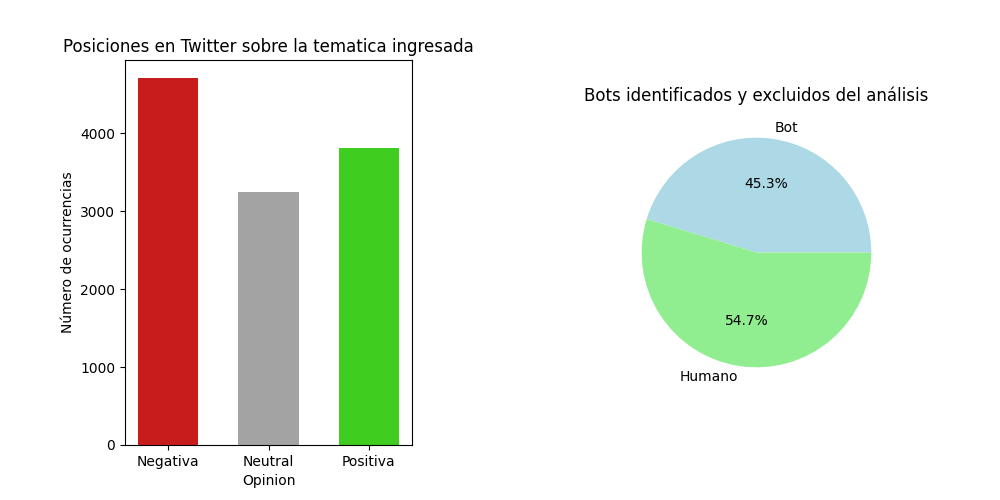 Posiciones en Twitter sobre la tematica ingresada
Número de ocurrencias
4000
3000
2000
1000
0
Negativa
Neutral
Positiva
Opinion
Bots identificados y excluidos del análisis
Bot
45.3%
54.7%
Humano